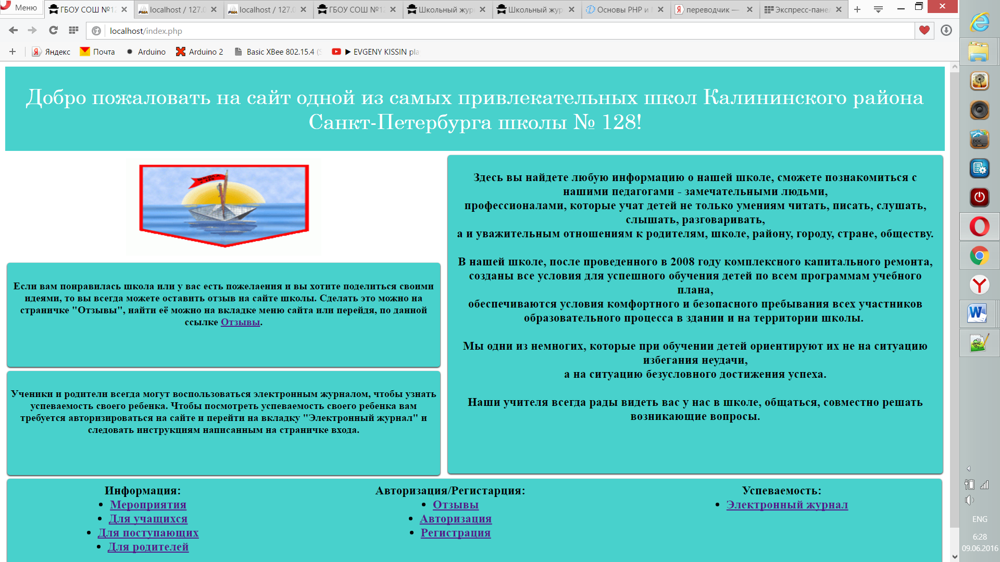 Меню
ГБОУ СОШ №12
localhost / 127.0
localhost / 127.0
ГБОУ СОШ №12
Школьный жур
Школьный жур
Основы PHP и
переводчик —
Экспресс-пане
localhost/index.php
Яндекс
Почта
Arduino
Arduino 2
Basic XBee 802.15.4 (S
▶ EVGENY KISSIN pla
Добро пожаловать на сайт одной из самых привлекательных школ Калининского района
Санкт-Петербурга школы № 128!
Если вам понравилась школа или у вас есть пожелаения и вы хотите поделиться своими
идеями, то вы всегда можете оставить отзыв на сайте школы. Сделать это можно на
страничке "Отзывы", найти её можно на вкладке меню сайта или перейдя, по данной
ссылке Отзывы.
Ученики и родители всегда могут воспользоваться электронным журналом, чтобы узнать
успеваемость своего ребенка. Чтобы посмотреть успеваемость своего ребенка вам
требуется авторизироваться на сайте и перейти на вкладку "Электронный журнал" и
следовать инструкциям написанным на страничке входа.
Здесь вы найдете любую информацию о нашей школе, сможете познакомиться с
нашими педагогами - замечательными людьми,
профессионалами, которые учат детей не только умениям читать, писать, слушать,
слышать, разговаривать,
а и уважительным отношениям к родителям, школе, району, городу, стране, обществу.
В нашей школе, после проведенного в 2008 году комплексного капитального ремонта,
созданы все условия для успешного обучения детей по всем программам учебного
плана,
обеспечиваются условия комфортного и безопасного пребывания всех участников
образовательного процесса в здании и на территории школы.
Мы одни из немногих, которые при обучении детей ориентируют их не на ситуацию
избегания неудачи,
а на ситуацию безусловного достижения успеха.
Наши учителя всегда рады видеть вас у нас в школе, общаться, совместно решать
возникающие вопросы.
Информация:
Мероприятия
Для учащихся
Для поступающих
Для родителей
Авторизация/Регистарция:
Отзывы
Авторизация
Регистрация
Успеваемость:
Электронный журнал
DOC
ENG
6:28
09.06.2016